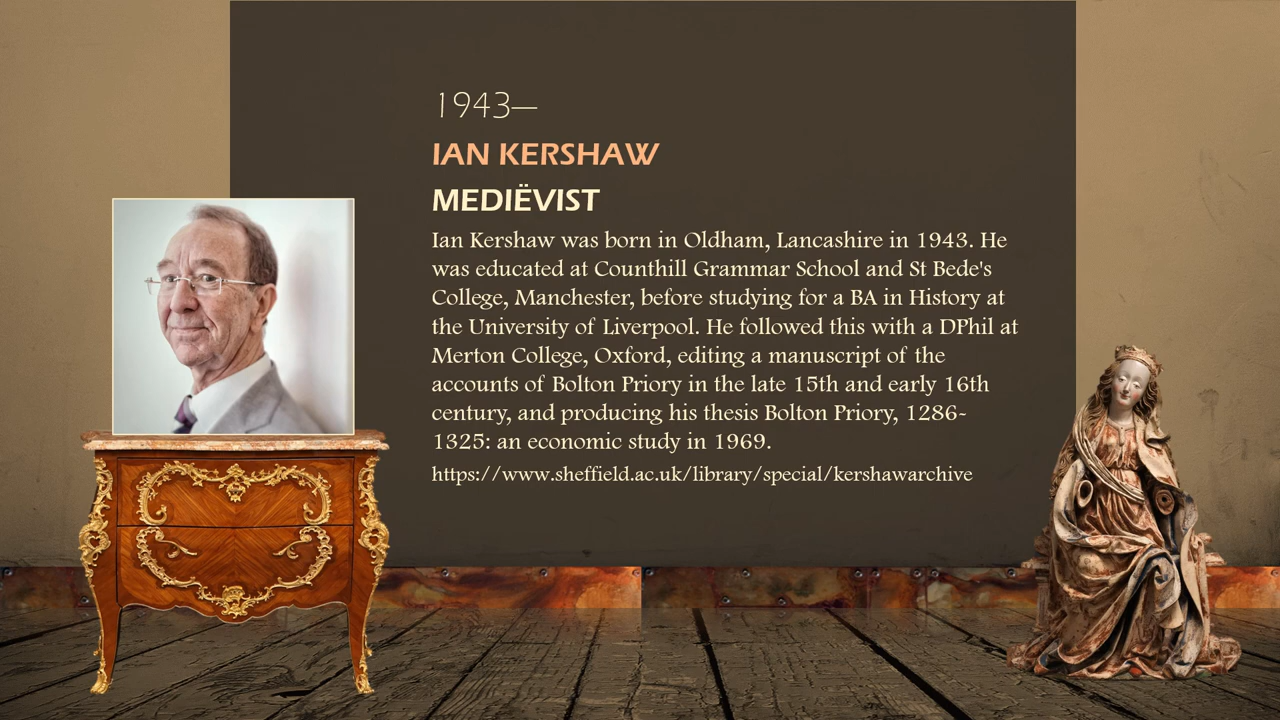 1943—
IAN KERSHAW
MEDIËVIST
Ian Kershaw was born in Oldham, Lancashire in 1943. He
was educated at Counthill Grammar School and St Bede's
College, Manchester, before studying for a BA in History at
the University of Liverpool. He followed this with a DPhil at
Merton College, Oxford, editing a manuscript of the
accounts of Bolton Priory in the late 15th and early 16th
century, and producing his thesis Bolton Priory, 1286-
1325: an economic study in 1969.
https://www.sheffield.ac.uk/library/special/kershawarchive